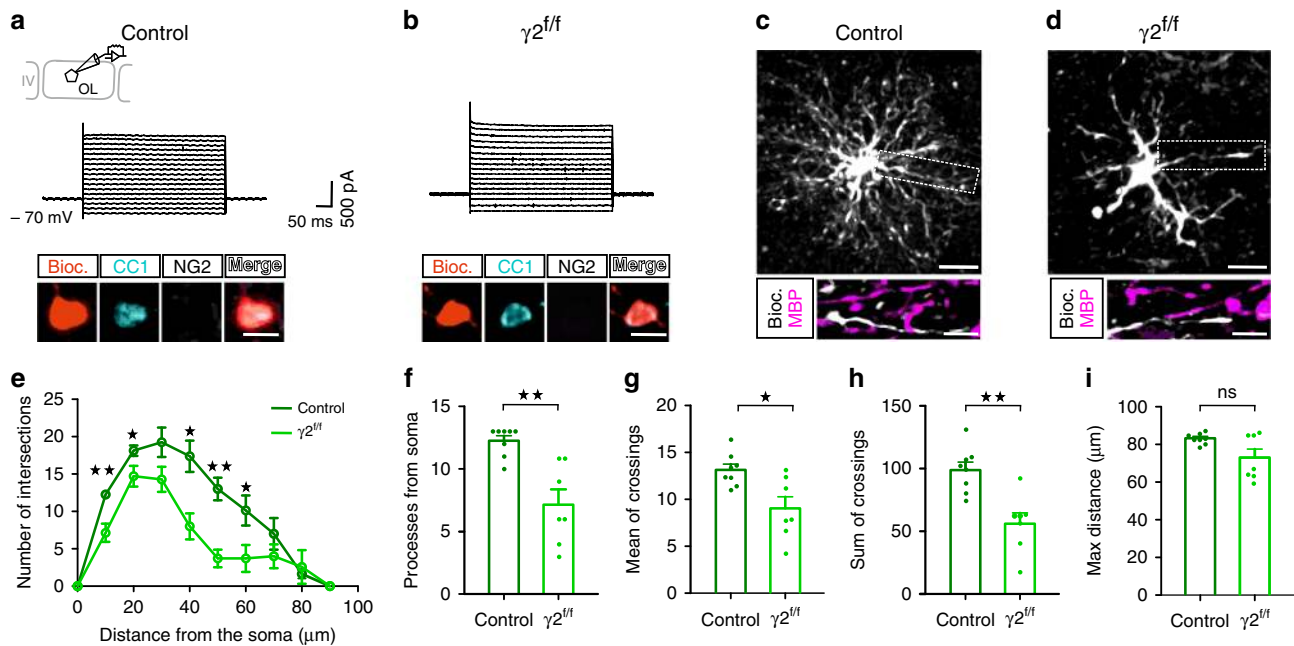 a
Control
IV
OL
– 70 mV
50 ms
500 pA
Bioc.
CC1
NG2
Merge
b
γ2f/f
Bioc.
CC1
NG2
Merge
c
Control
Bioc.
MBP
d
γ2f/f
Bioc.
MBP
e
Number of intersections
25
20
15
10
5
0
0 20 40 60 80 100
Distance from the soma (μm)
Control
γ2f/f
★★
★
★
★★
★
f
Processes from soma
15
10
5
0
★★
Control γ2f/f
g
Mean of crossings
20
15
10
5
0
★
Control γ2f/f
h
Sum of crossings
150
100
50
0
★★
Control γ2f/f
i
Max distance (μm)
100
80
60
40
20
0
ns
Control γ2f/f